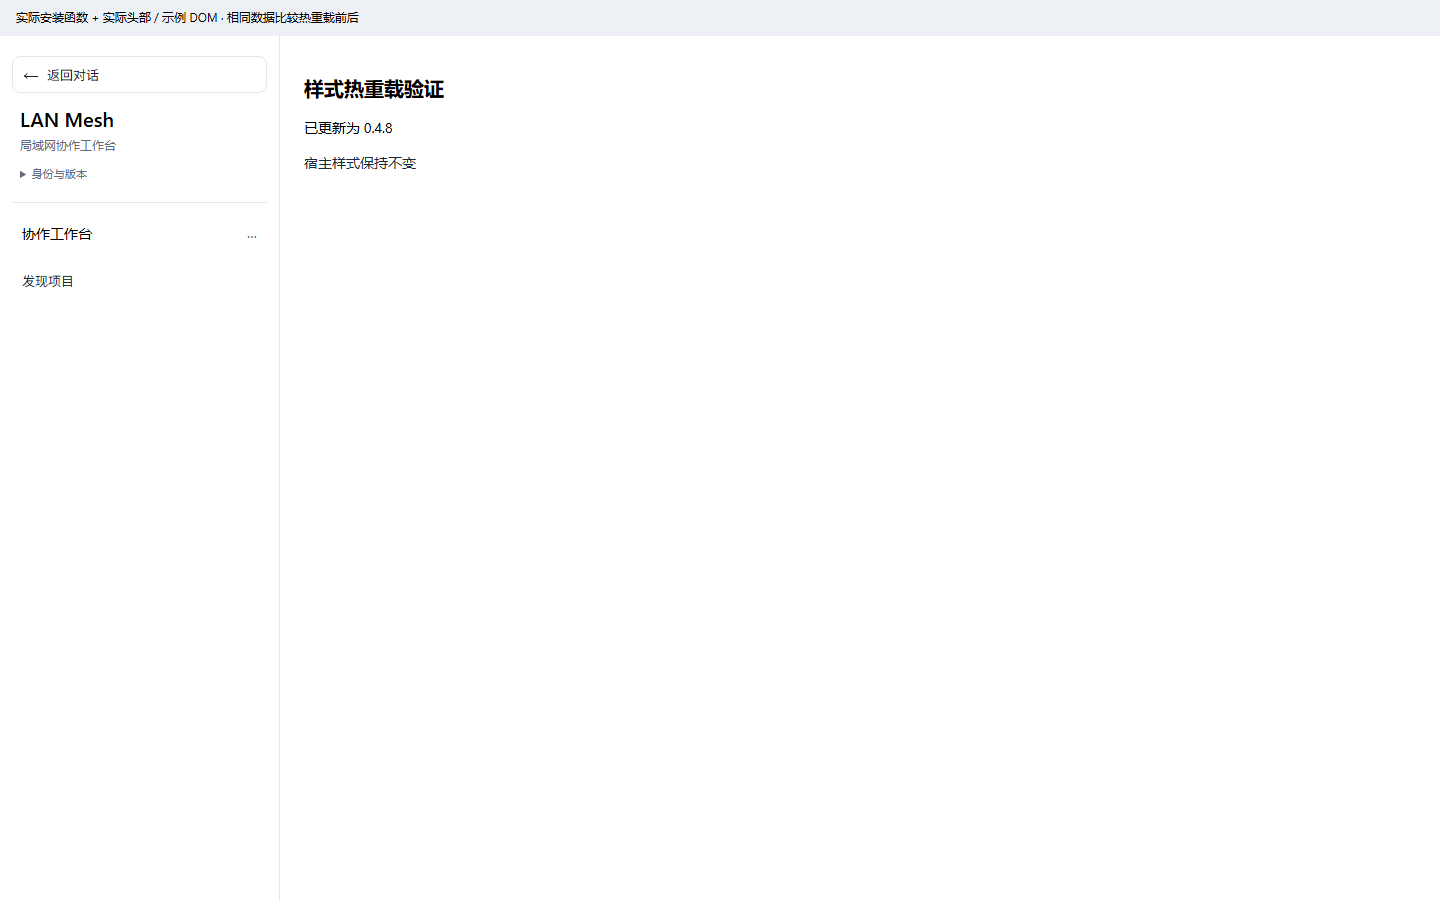 实际安装函数 + 实际头部 / 示例 DOM · 相同数据比较热重载前后
← 返回对话
LAN Mesh
局域网协作工作台
▶ 身份与版本
协作工作台 ...
发现项目
样式热重载验证
已更新为 0.4.8
宿主样式保持不变